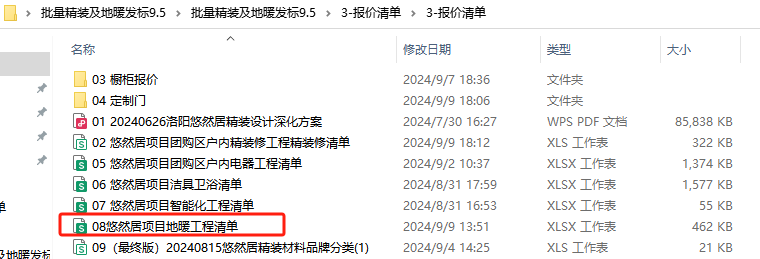 批量精装及地暖发标9.5 > 批量精装及地暖发标9.5 > 3-报价清单 > 3-报价清单
名称 修改日期 类型 大小
03 橱柜报价 2024/9/7 18:36 文件夹
04 定制门 2024/9/9 18:06 文件夹
01 20240626洛阳悠然居精装设计深化方案 2024/7/30 16:27 WPS PDF 文档 85,838 KB
02 悠然居项目团购区户内精装修工程精装修清单 2024/9/9 18:12 XLS 工作表 322 KB
05 悠然居项目团购区户内电器工程清单 2024/9/2 10:37 XLSX 工作表 1,374 KB
06 悠然居项目洁具卫浴清单 2024/8/31 17:59 XLSX 工作表 1,577 KB
07 悠然居项目智能化工程清单 2024/8/31 16:53 XLSX 工作表 55 KB
08悠然居项目地暖工程清单 2024/9/9 13:51 XLSX 工作表 462 KB
09（最终版）20240815悠然居精装材料品牌分类(1) 2024/9/4 14:25 XLS 工作表 21 KB
及地暖发标